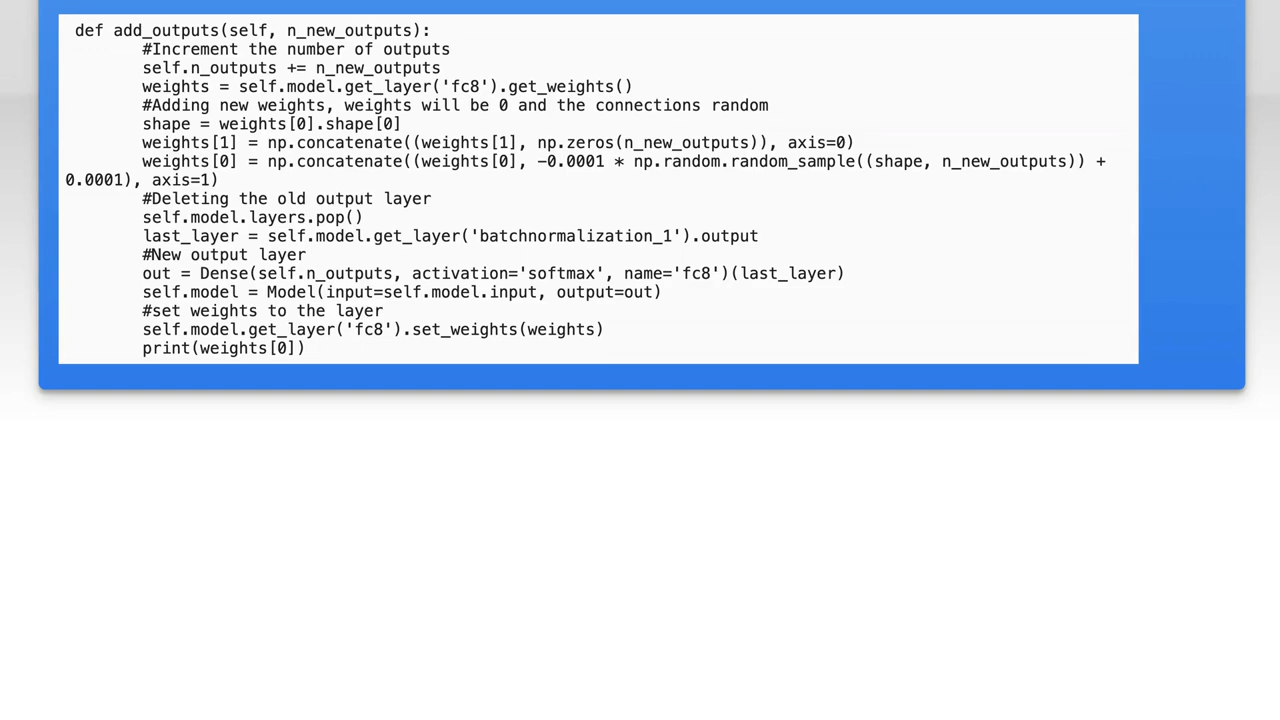 def add_outputs(self, n_new_outputs):
#Increment the number of outputs
self.n_outputs += n_new_outputs
weights = self.model.get_layer('fc8').get_weights()
#Adding new weights, weights will be 0 and the connections random
shape = weights[0].shape[0]
weights[1] = np.concatenate((weights[1], np.zeros(n_new_outputs)), axis=0)
weights[0] = np.concatenate((weights[0], -0.0001 * np.random.random_sample((shape, n_new_outputs)) +
0.0001), axis=1)
#Deleting the old output layer
self.model.layers.pop()
last_layer = self.model.get_layer('batchnormalization_1').output
#New output layer
out = Dense(self.n_outputs, activation='softmax', name='fc8')(last_layer)
self.model = Model(input=self.model.input, output=out)
#set weights to the layer
self.model.get_layer('fc8').set_weights(weights)
print(weights[0])